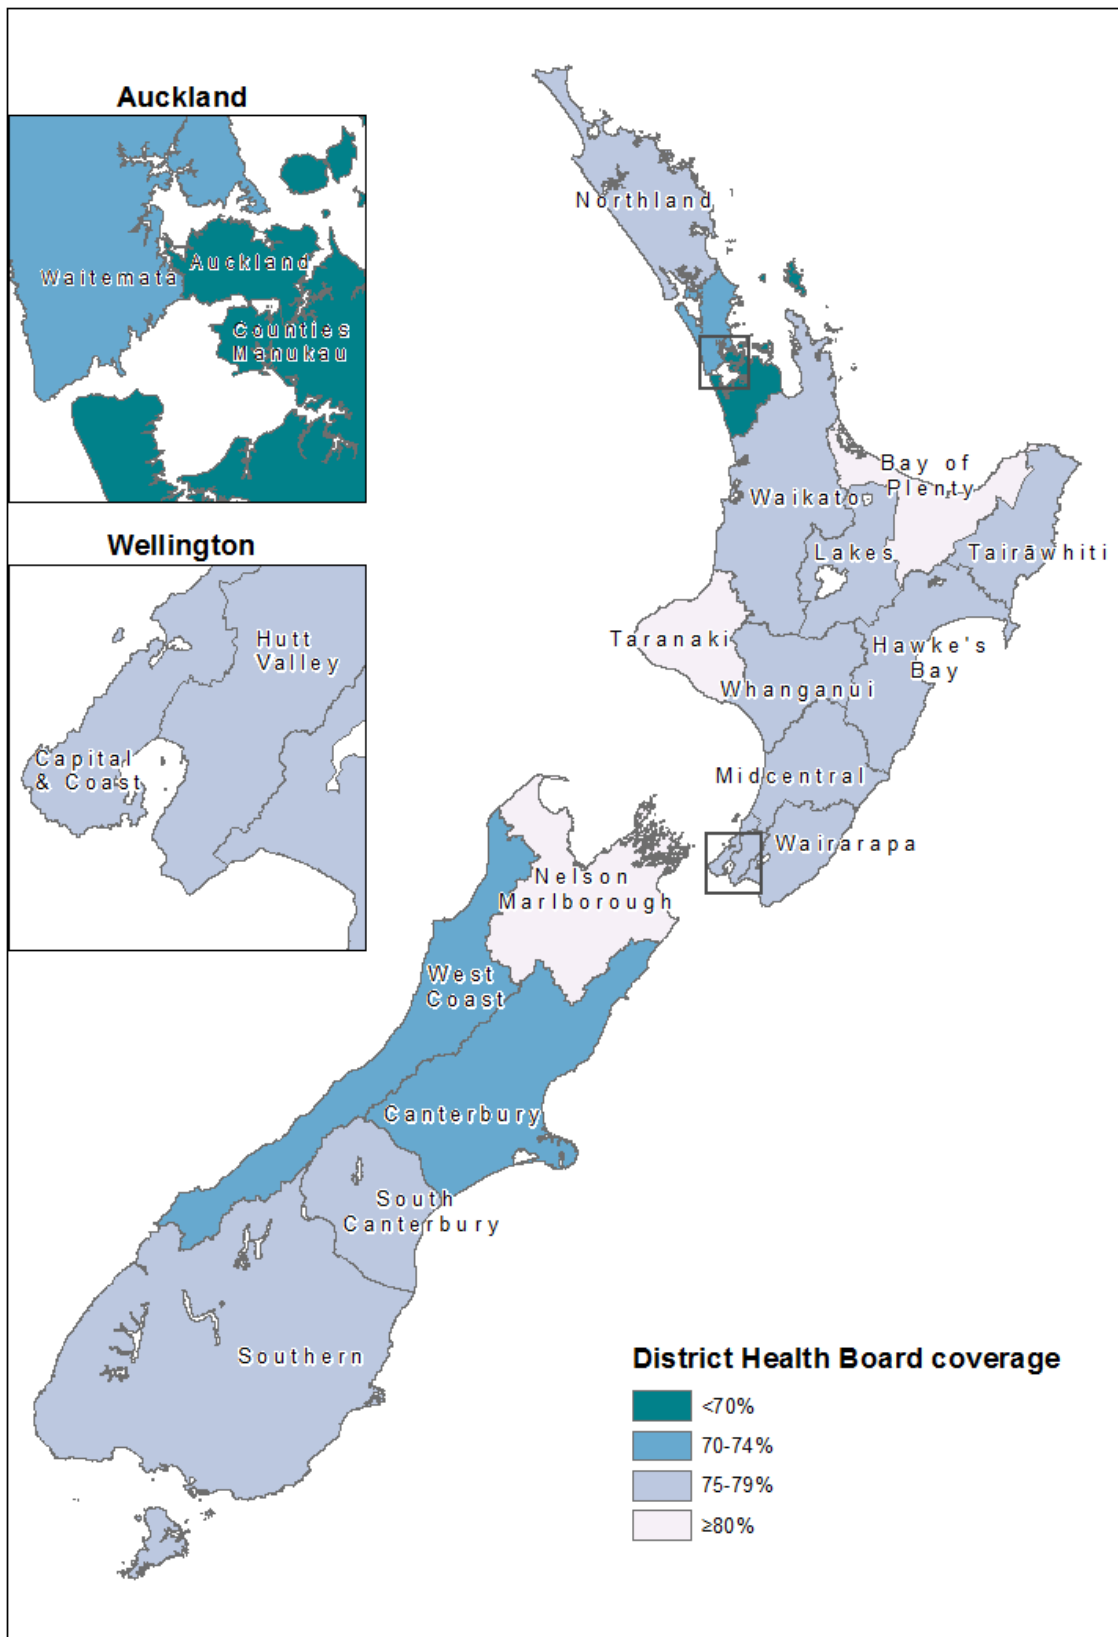 Auckland
Waitemata
Auckland
Counties
Manukau
Wellington
Hutt
Valley
Capital
& Coast
Northland
Bay of
Plenty
Waikato
Lakes
Tairāwhiti
Taranaki
Hawke's
Bay
Whanganui
Midcentral
Wairarapa
Nelson
Marlborough
West
Coast
Canterbury
South
Canterbury
Southern
District Health Board coverage
<70%
70-74%
75-79%
≥80%